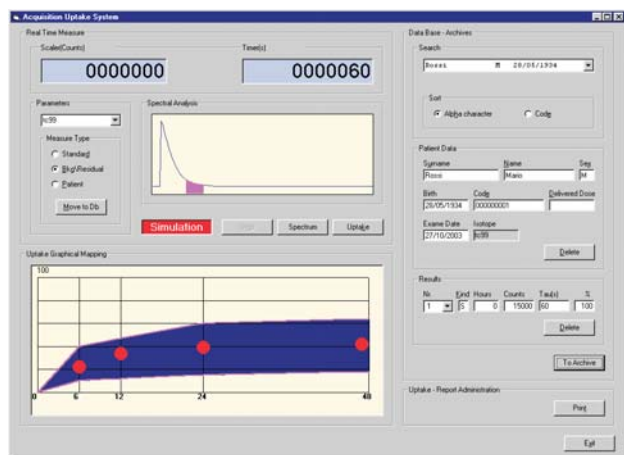 Acquisition Uptake System
Real Time Measure
Scaler(Counts)
0000000
Timer(s)
0000060
Parameters
tc99
Measure Type
Standard
Bkg\Residual
Patient
Move to Db
Spectral Analysis
Simulation
Spectrum
Uptake
Uptake Graphical Mapping
100
0 6 12 24 48
Data Base - Archives
Search
Rossi M 28/05/1934
Sort
Alpha character
Code
Patient Data
Surname Name Sex
Rossi Mario M
Birth Code Delivered Dose
28/05/1934 000000001
Exame Date Isotope
27/10/2003 tc99
Delete
Results
Nr Kind Hours Counts Tau(s) %
1 S 0 15000 60 100
Delete
To Archive
Uptake - Report Administration
Print
Exit